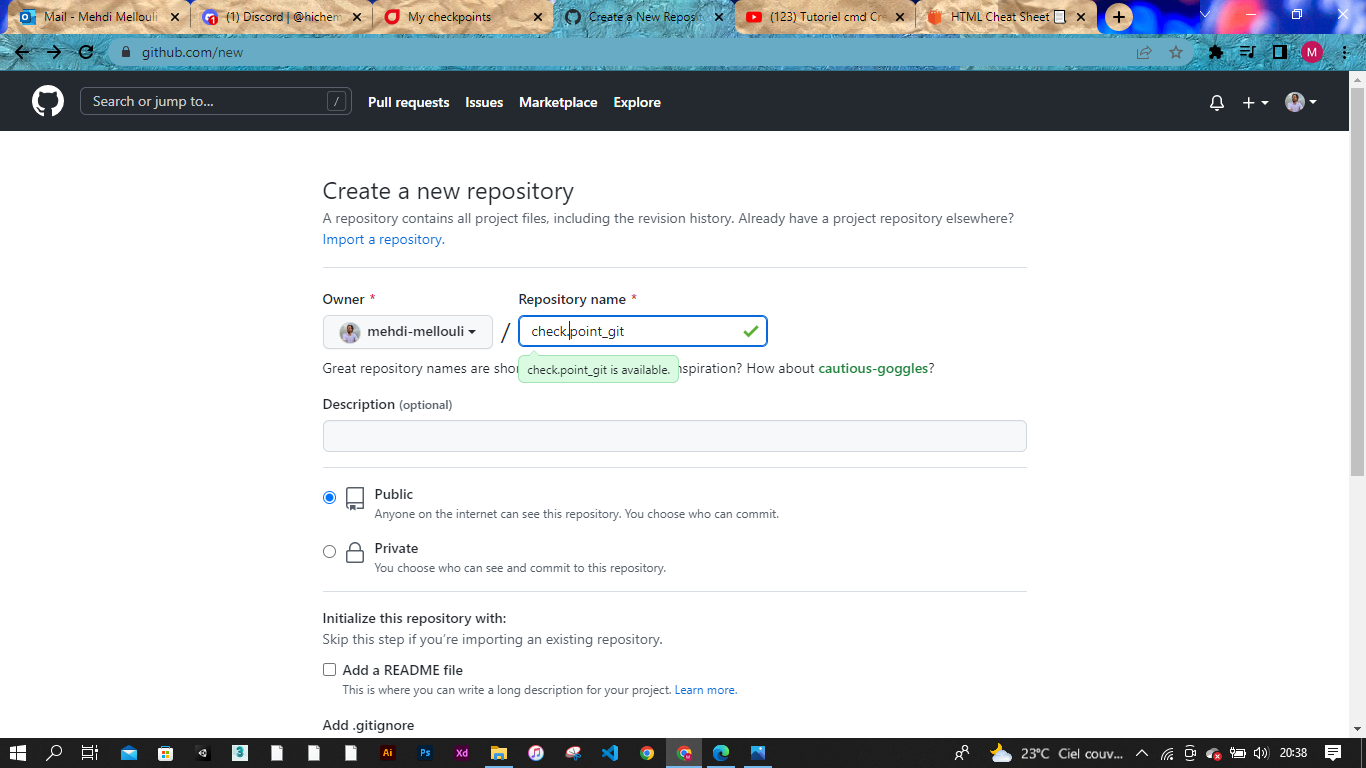 Mail - Mehdi Mellouli
(1) Discord | @hichem
My checkpoints
Create a New Reposit
(123) Tutoriel cmd Cr
HTML Cheat Sheet
github.com/new
M
Search or jump to...
/
Pull requests
Issues
Marketplace
Explore
Create a new repository
A repository contains all project files, including the revision history. Already have a project repository elsewhere?
Import a repository.
Owner *
Repository name *
mehdi-mellouli
/
check.point_git
Great repository names are sho
check.point_git is available.
nspiration? How about cautious-goggles?
Description (optional)
Public
Anyone on the internet can see this repository. You choose who can commit.
Private
You choose who can see and commit to this repository.
Initialize this repository with:
Skip this step if you're importing an existing repository.
Add a README file
This is where you can write a long description for your project. Learn more.
Add .gitignore
3
Ai
Ps
Xd
23°C Ciel couv...
20:38